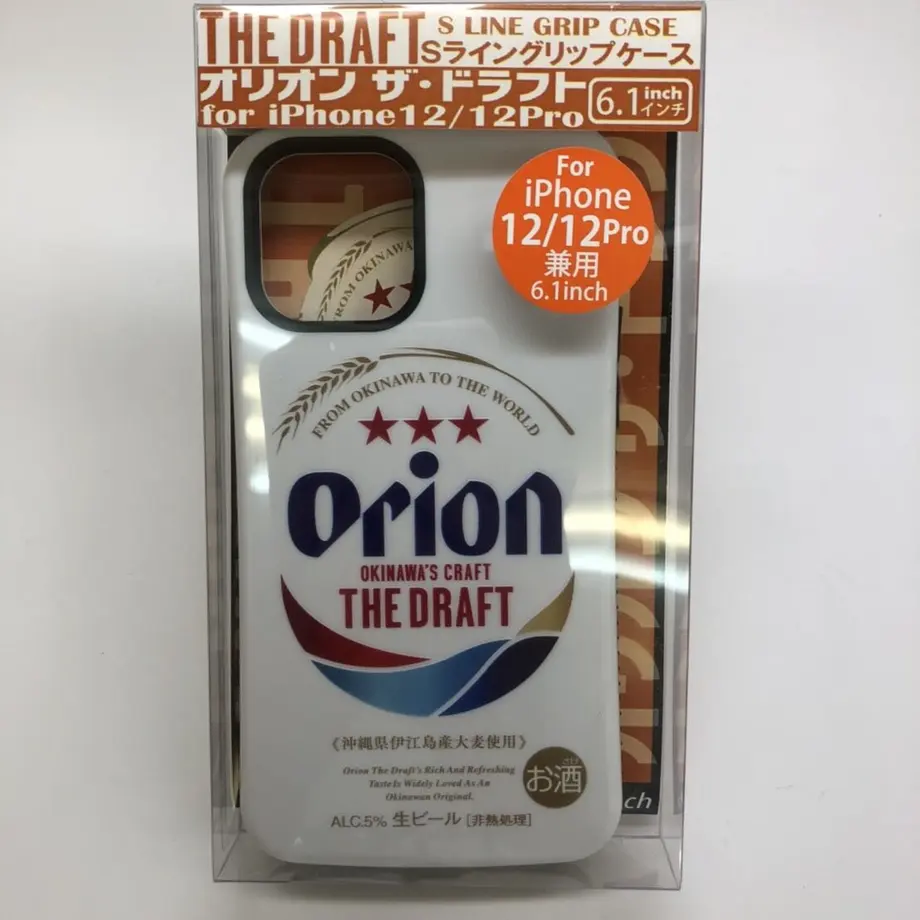 THE DRAFT
S LINE GRIP CASE
Sライングリップケース
オリオン ザ・ドラフト
for iPhone12/12Pro
6.1inch
インチ
For
iPhone
12/12Pro
兼用
6.1inch
FROM OKINAWA
FROM OKINAWA TO THE WORLD
Orion
OKINAWA'S CRAFT
THE DRAFT
《沖縄県伊江島産大麦使用》
Orion The Draft's Rich And Refreshing
Taste Is Widely Loved As An
Okinawan Original.
お酒
ALC.5% 生ビール [非熱処理]